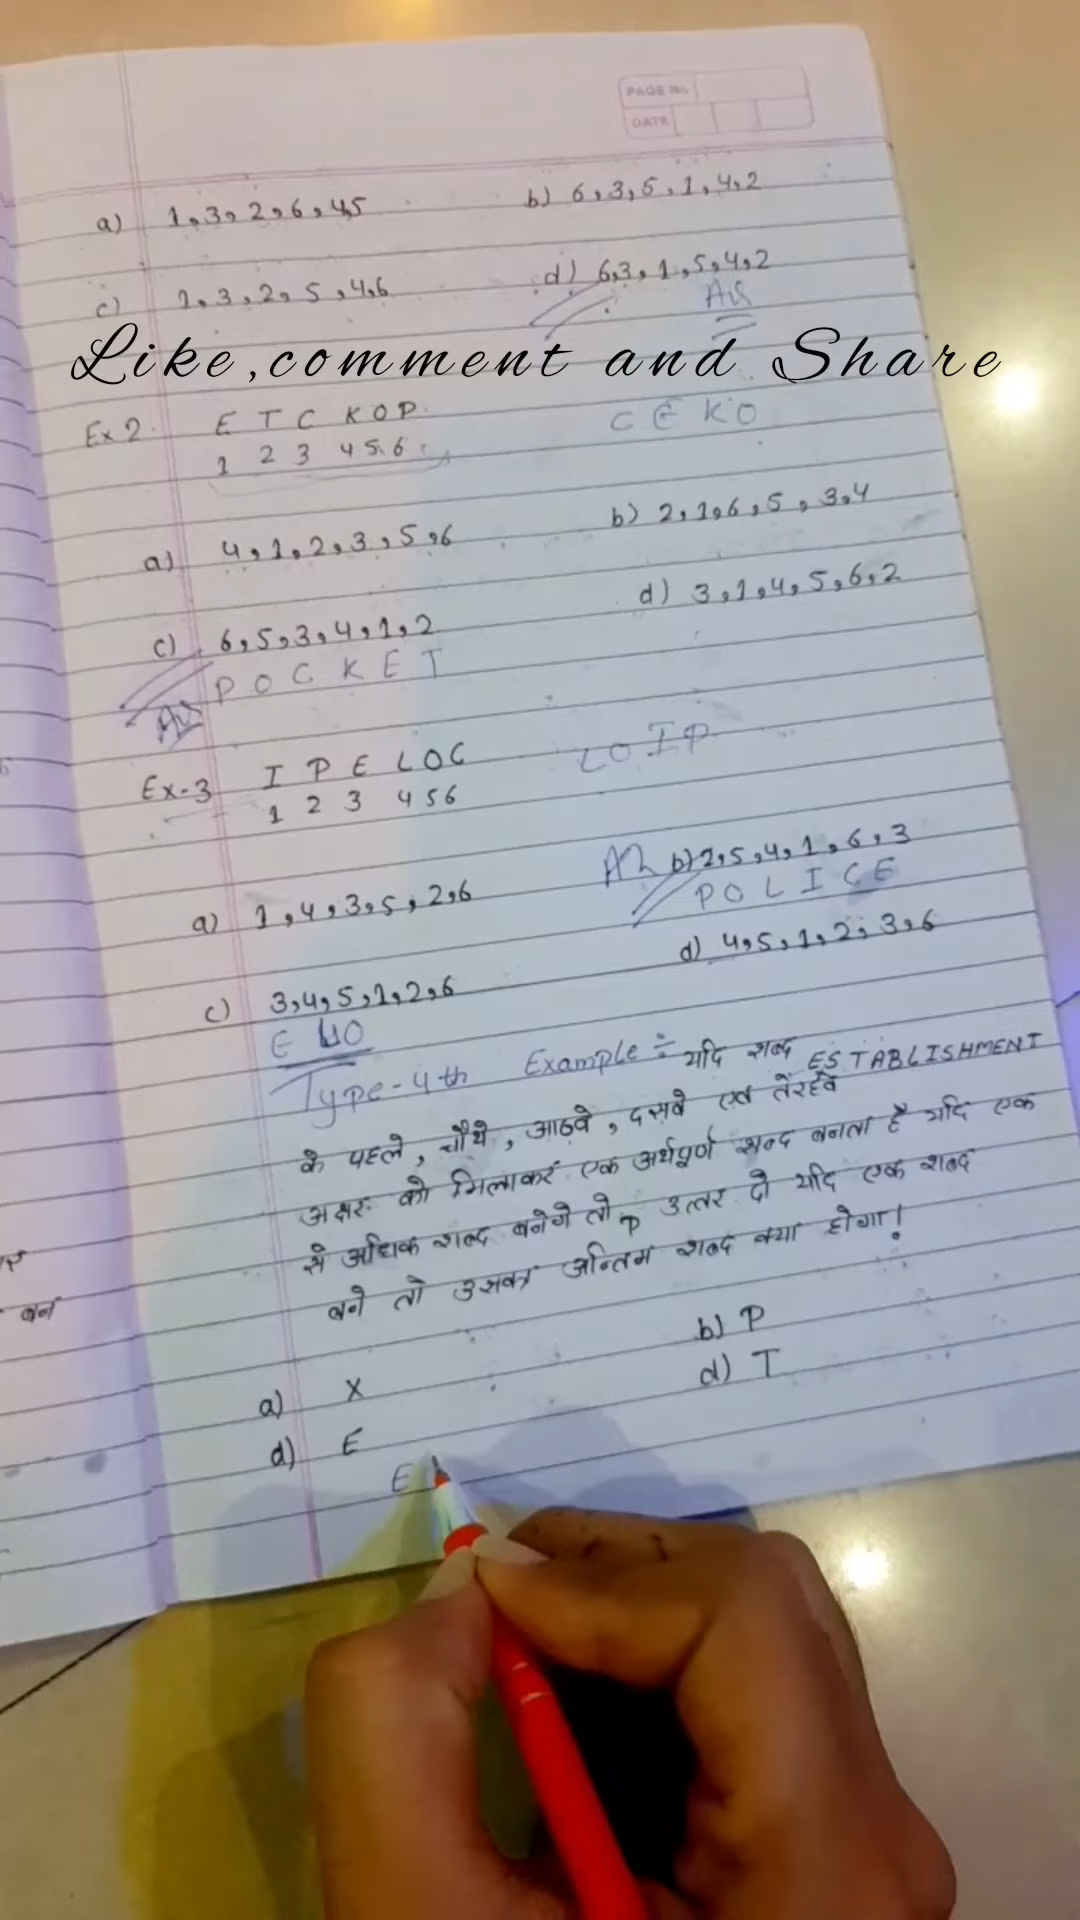 PAGE No.
DATE
a) 1,3,2,6,4,5 b) 6,3,5,1,4,2
c) 1,3,2,5,4,6 d) 6,3,1,5,4,2
Ans
Like,comment and Share
Ex 2. E T C K O P. C E K O
1 2 3 4 5 6
a) 4,1,2,3,5,6 b) 2,1,6,5,3,4
c) 6,5,3,4,1,2 d) 3,1,4,5,6,2
P O C K E T
Ans
Ex-3 I P E L O C L O I P
1 2 3 4 5 6
a) 1,4,3,5,2,6 b) 2,5,4,1,6,3
P O L I C E
c) 3,4,5,1,2,6 d) 4,5,1,2,3,6
E L O
Type-4th Example ÷ यदि शब्द ESTABLISHMENT
के पहले, चौथे, आठवे, दसवे एवं तेरहवे
अक्षर को मिलाकर एक अर्थपूर्ण शब्द बनता है यदि एक
से अधिक शब्द बनेगे तो P उत्तर दो यदि एक शब्द
बने तो उसका अन्तिम शब्द क्या होगा!
a) X b) P
d) E d) T
E
बन